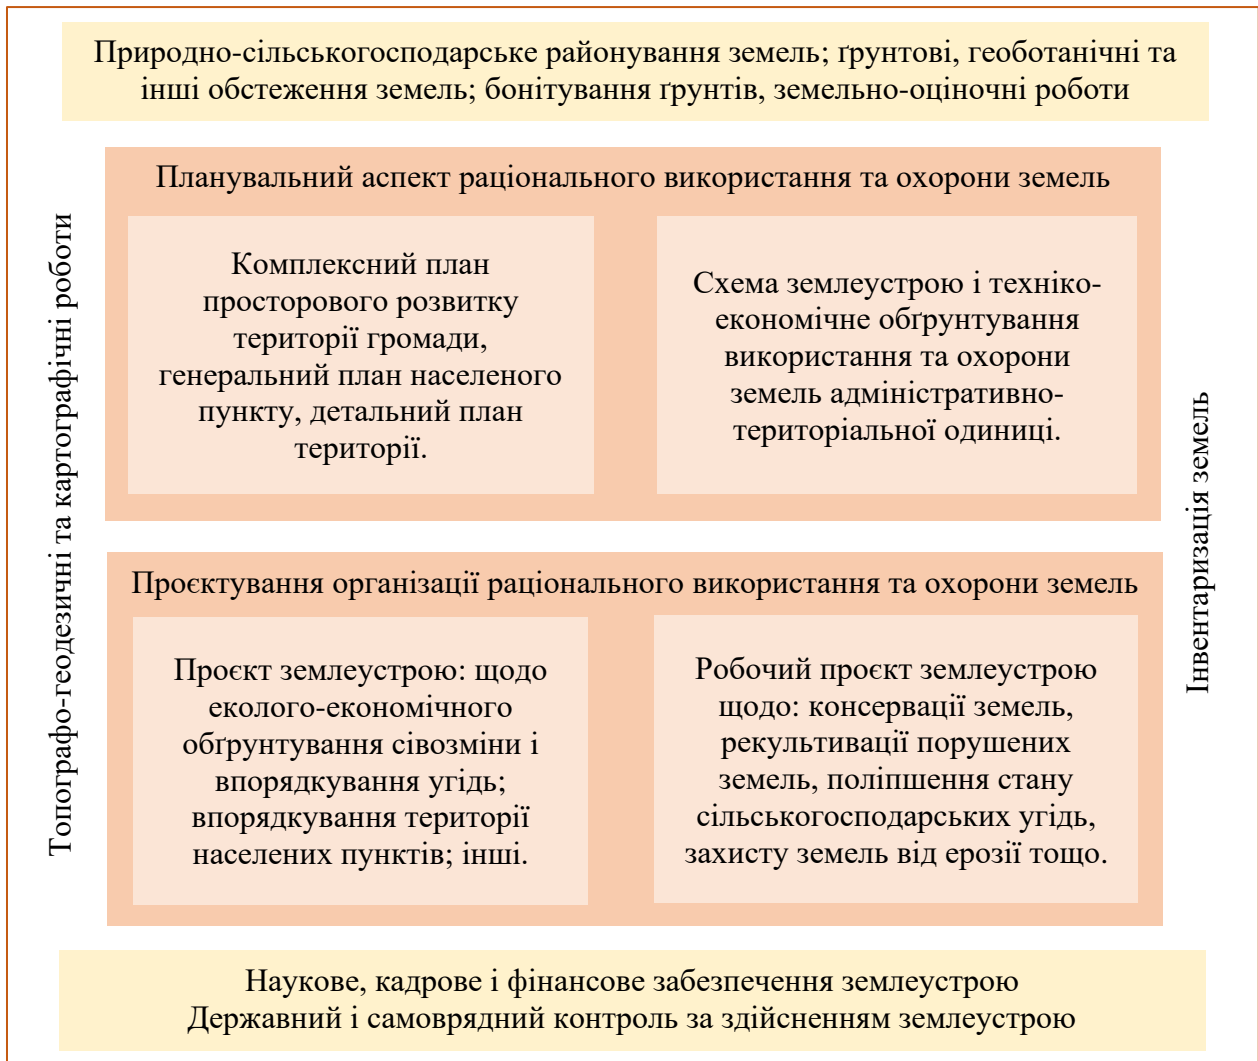 Природно-сільськогосподарське районування земель; ґрунтові, геоботанічні та
інші обстеження земель; бонітування ґрунтів, земельно-оціночні роботи
Топографо-геодезичні та картографічні роботи
Планувальний аспект раціонального використання та охорони земель
Комплексний план
просторового розвитку
території громади,
генеральний план населеного
пункту, детальний план
території.
Схема землеустрою і техніко-
економічне обґрунтування
використання та охорони
земель адміністративно-
територіальної одиниці.
Проєктування організації раціонального використання та охорони земель
Проєкт землеустрою: щодо
еколого-економічного
обґрунтування сівозміни і
впорядкування угідь;
впорядкування території
населених пунктів; інші.
Робочий проєкт землеустрою
щодо: консервації земель,
рекультивації порушених
земель, поліпшення стану
сільськогосподарських угідь,
захисту земель від ерозії тощо.
Інвентаризація земель
Наукове, кадрове і фінансове забезпечення землеустрою
Державний і самоврядний контроль за здійсненням землеустрою